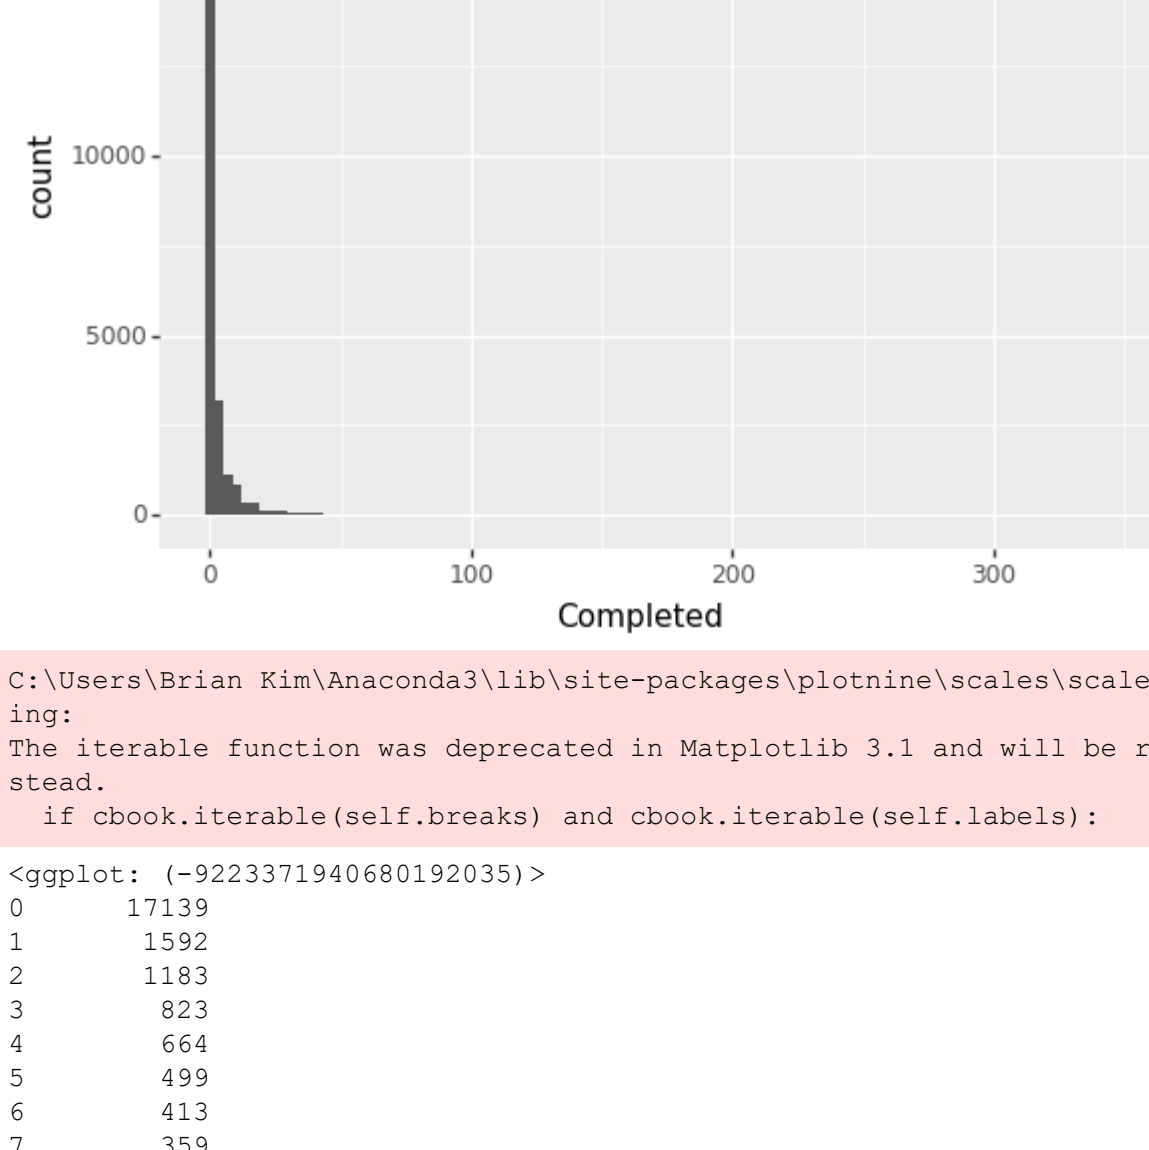 count
10000
5000
0
0 100 200 300
Completed
C:\Users\Brian Kim\Anaconda3\lib\site-packages\plotnine\scales\scale
ing:
The iterable function was deprecated in Matplotlib 3.1 and will be r
stead.
if cbook.iterable(self.breaks) and cbook.iterable(self.labels):
<ggplot: (-9223371940680192035)>
0 17139
1 1592
2 1183
3 823
4 664
5 499
6 413
7 359